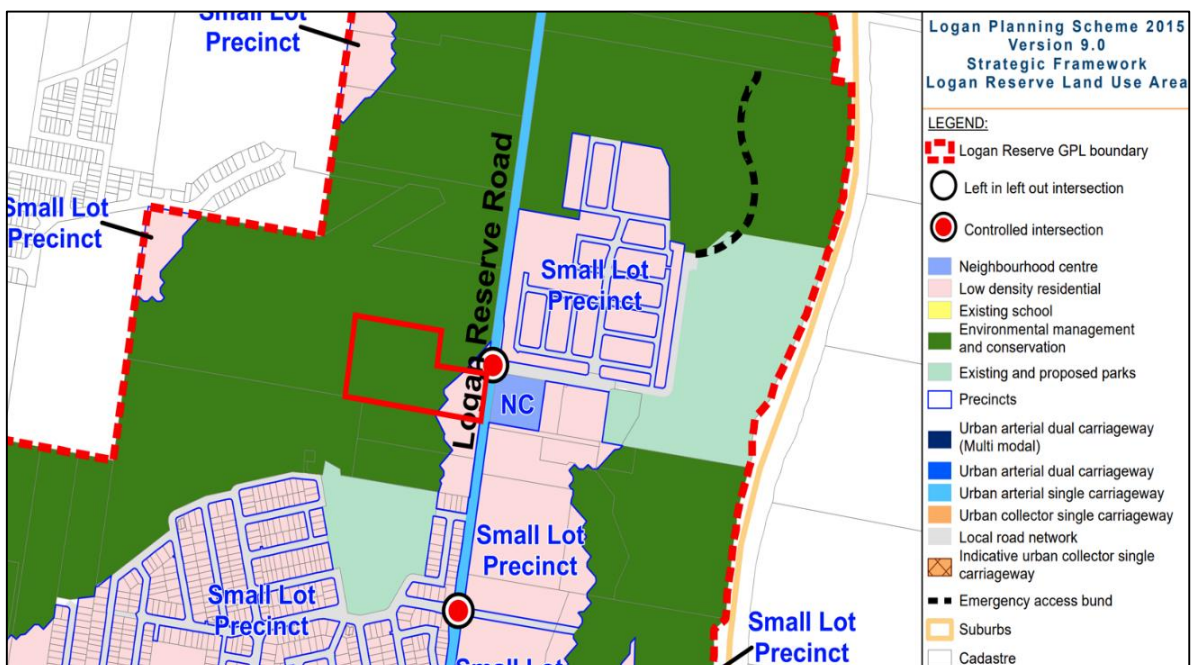 Small Lot
Precinct
Small Lot
Precinct
Logan Reserve Road
Small Lot
Precinct
NC
Small Lot
Precinct
Small Lot
Precinct
Small Lot
Small Lot
Precinct
Logan Planning Scheme 2015
Version 9.0
Strategic Framework
Logan Reserve Land Use Area
LEGEND:
Logan Reserve GPL boundary
Left in left out intersection
Controlled intersection
Neighbourhood centre
Low density residential
Existing school
Environmental management
and conservation
Existing and proposed parks
Precincts
Urban arterial dual carriageway
(Multi modal)
Urban arterial dual carriageway
Urban arterial single carriageway
Urban collector single carriageway
Local road network
Indicative urban collector single
carriageway
Emergency access bund
Suburbs
Cadastre